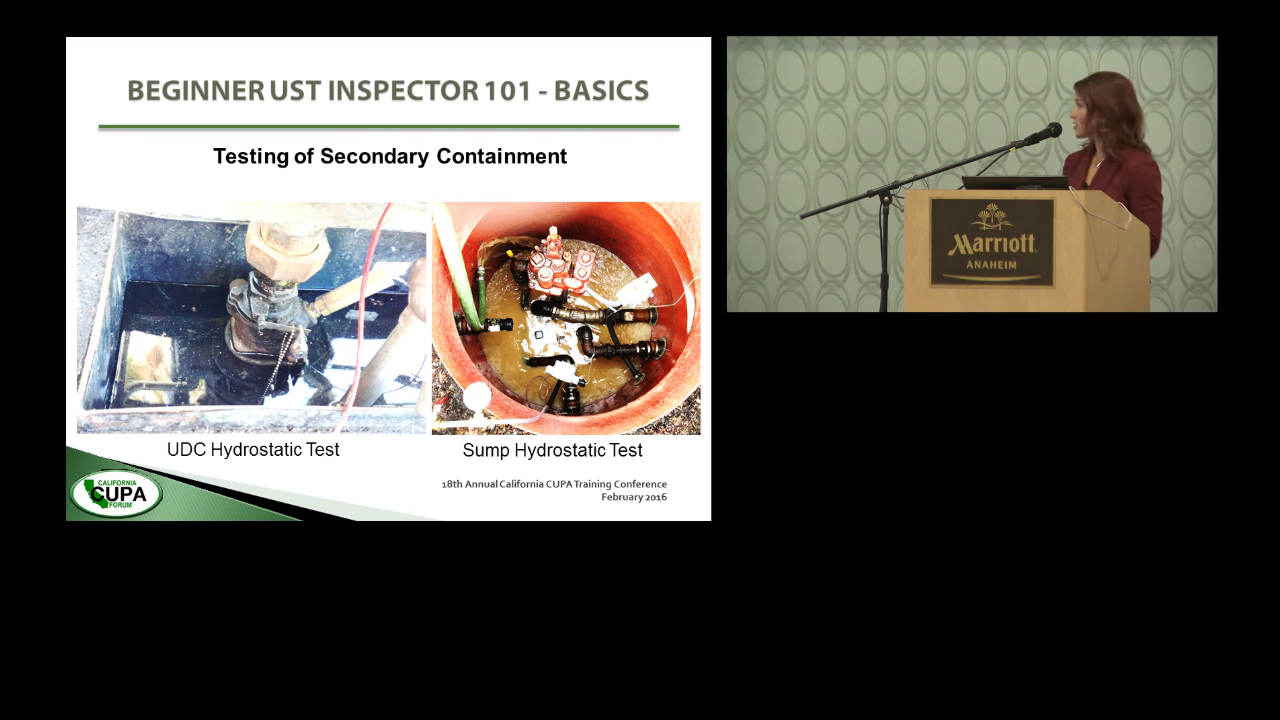 BEGINNER UST INSPECTOR 101 - BASICS
Testing of Secondary Containment
UDC Hydrostatic Test
Sump Hydrostatic Test
18th Annual California CUPA Training Conference
February 2016
CALIFORNIA
CUPA
FORUM
Marriott
ANAHEIM